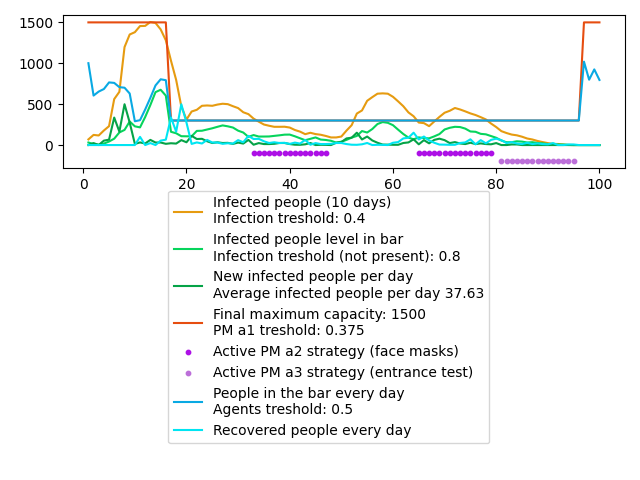 1500
1000
500
0
0 20 40 60 80 100
Infected people (10 days)
Infection treshold: 0.4
Infected people level in bar
Infection treshold (not present): 0.8
New infected people per day
Average infected people per day 37.63
Final maximum capacity: 1500
PM a1 treshold: 0.375
Active PM a2 strategy (face masks)
Active PM a3 strategy (entrance test)
People in the bar every day
Agents treshold: 0.5
Recovered people every day